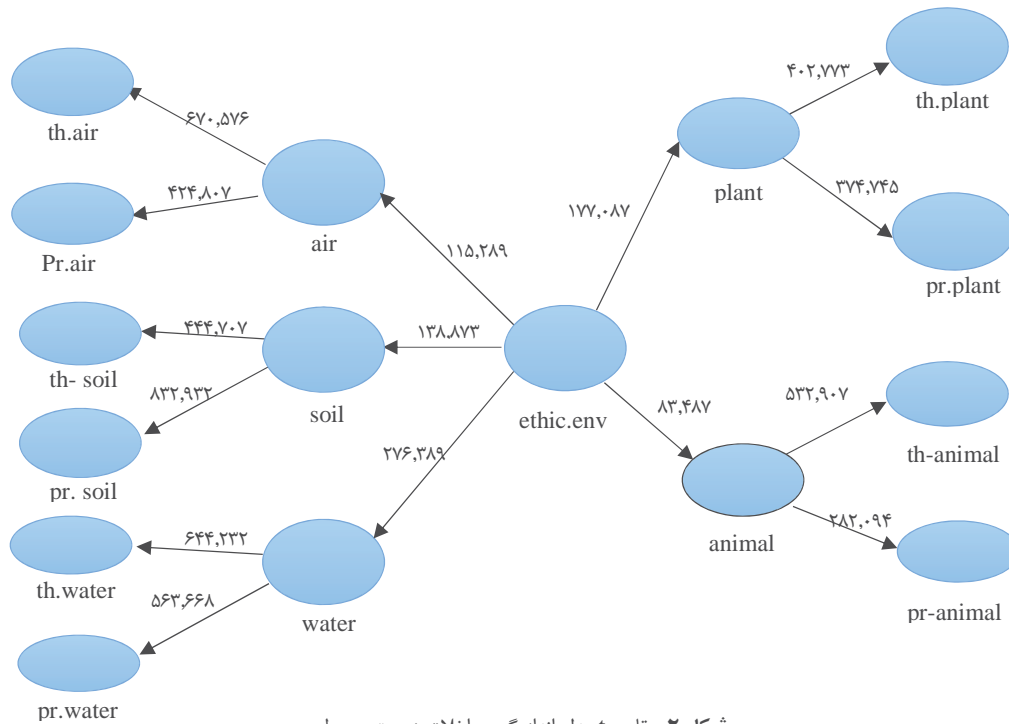 ۴۰۲,۷۷۳
th.plant
۶۷۰,۵۷۶
th.air
plant
۳۷۴,۷۴۵
۴۲۴,۸۰۷
۱۷۷,۰۸۷
air
Pr.air
۱۱۵,۲۸۹
pr.plant
۴۴۴,۷۰۷
۱۳۸,۸۷۳
th- soil
۸۳۲,۹۳۲
soil
ethic.env
۸۳,۴۸۷
۵۳۲,۹۰۷
۲۷۶,۳۸۹
th-animal
pr. soil
۶۴۴,۲۳۲
۲۸۲,۰۹۴
animal
th.water
۵۶۳,۶۶۸
water
pr-animal
pr.water
شکل ۲